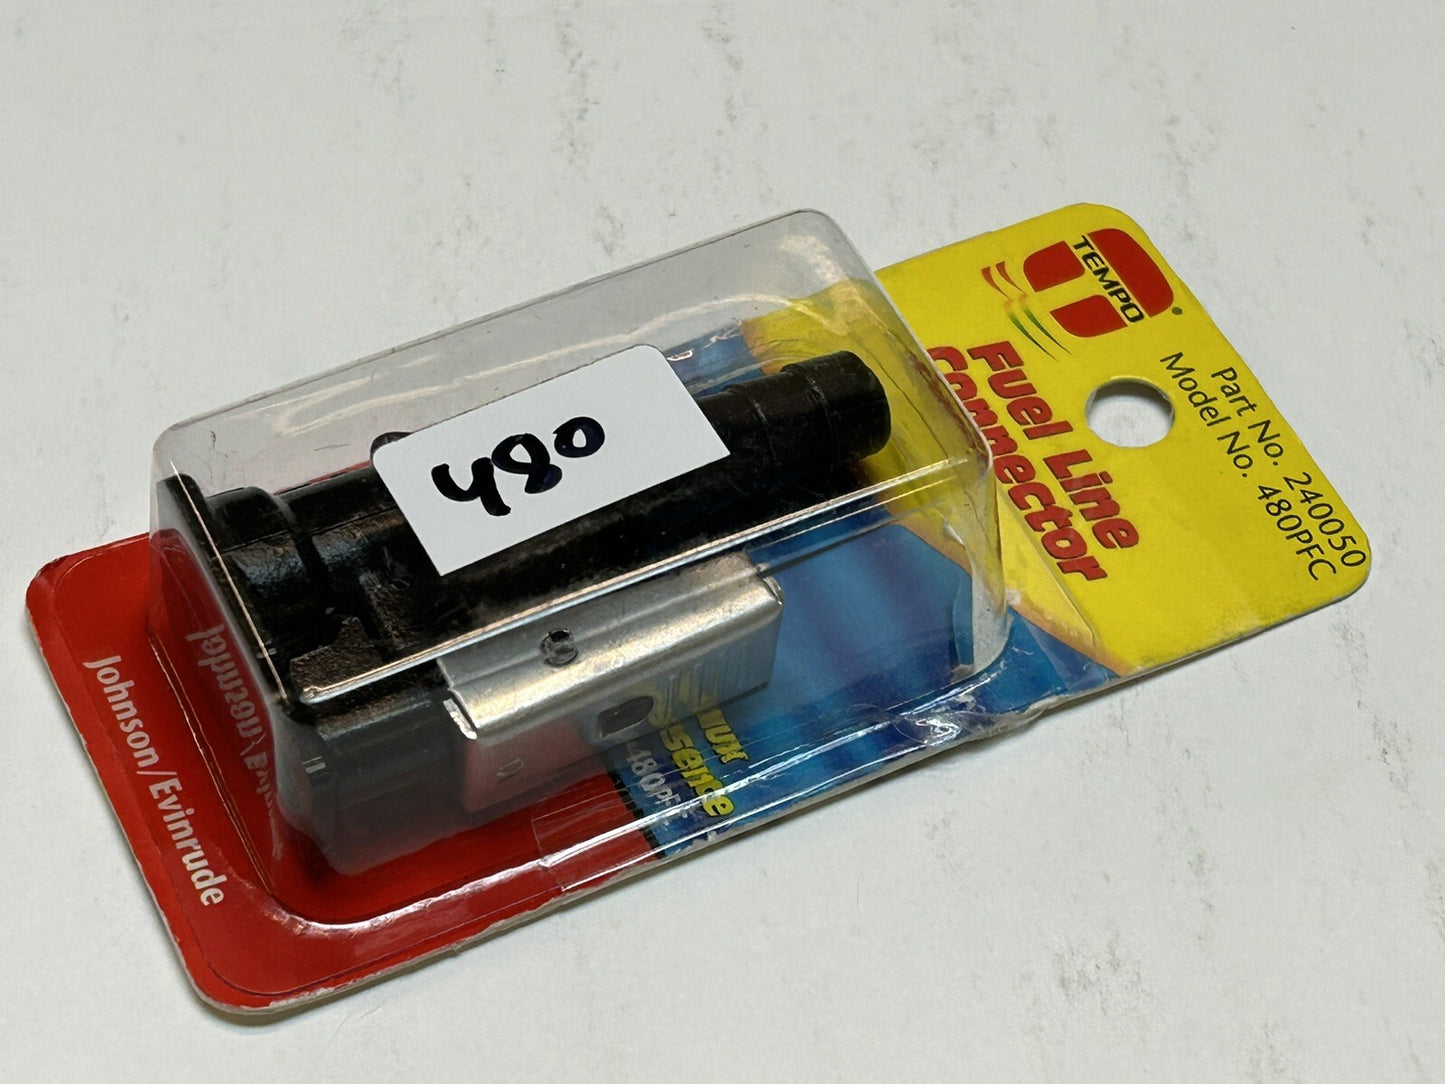 TEMPO
®
Part No. 240050
Model No. 480PFC
Fuel Line
Connector
480
Johnson/Evinrude